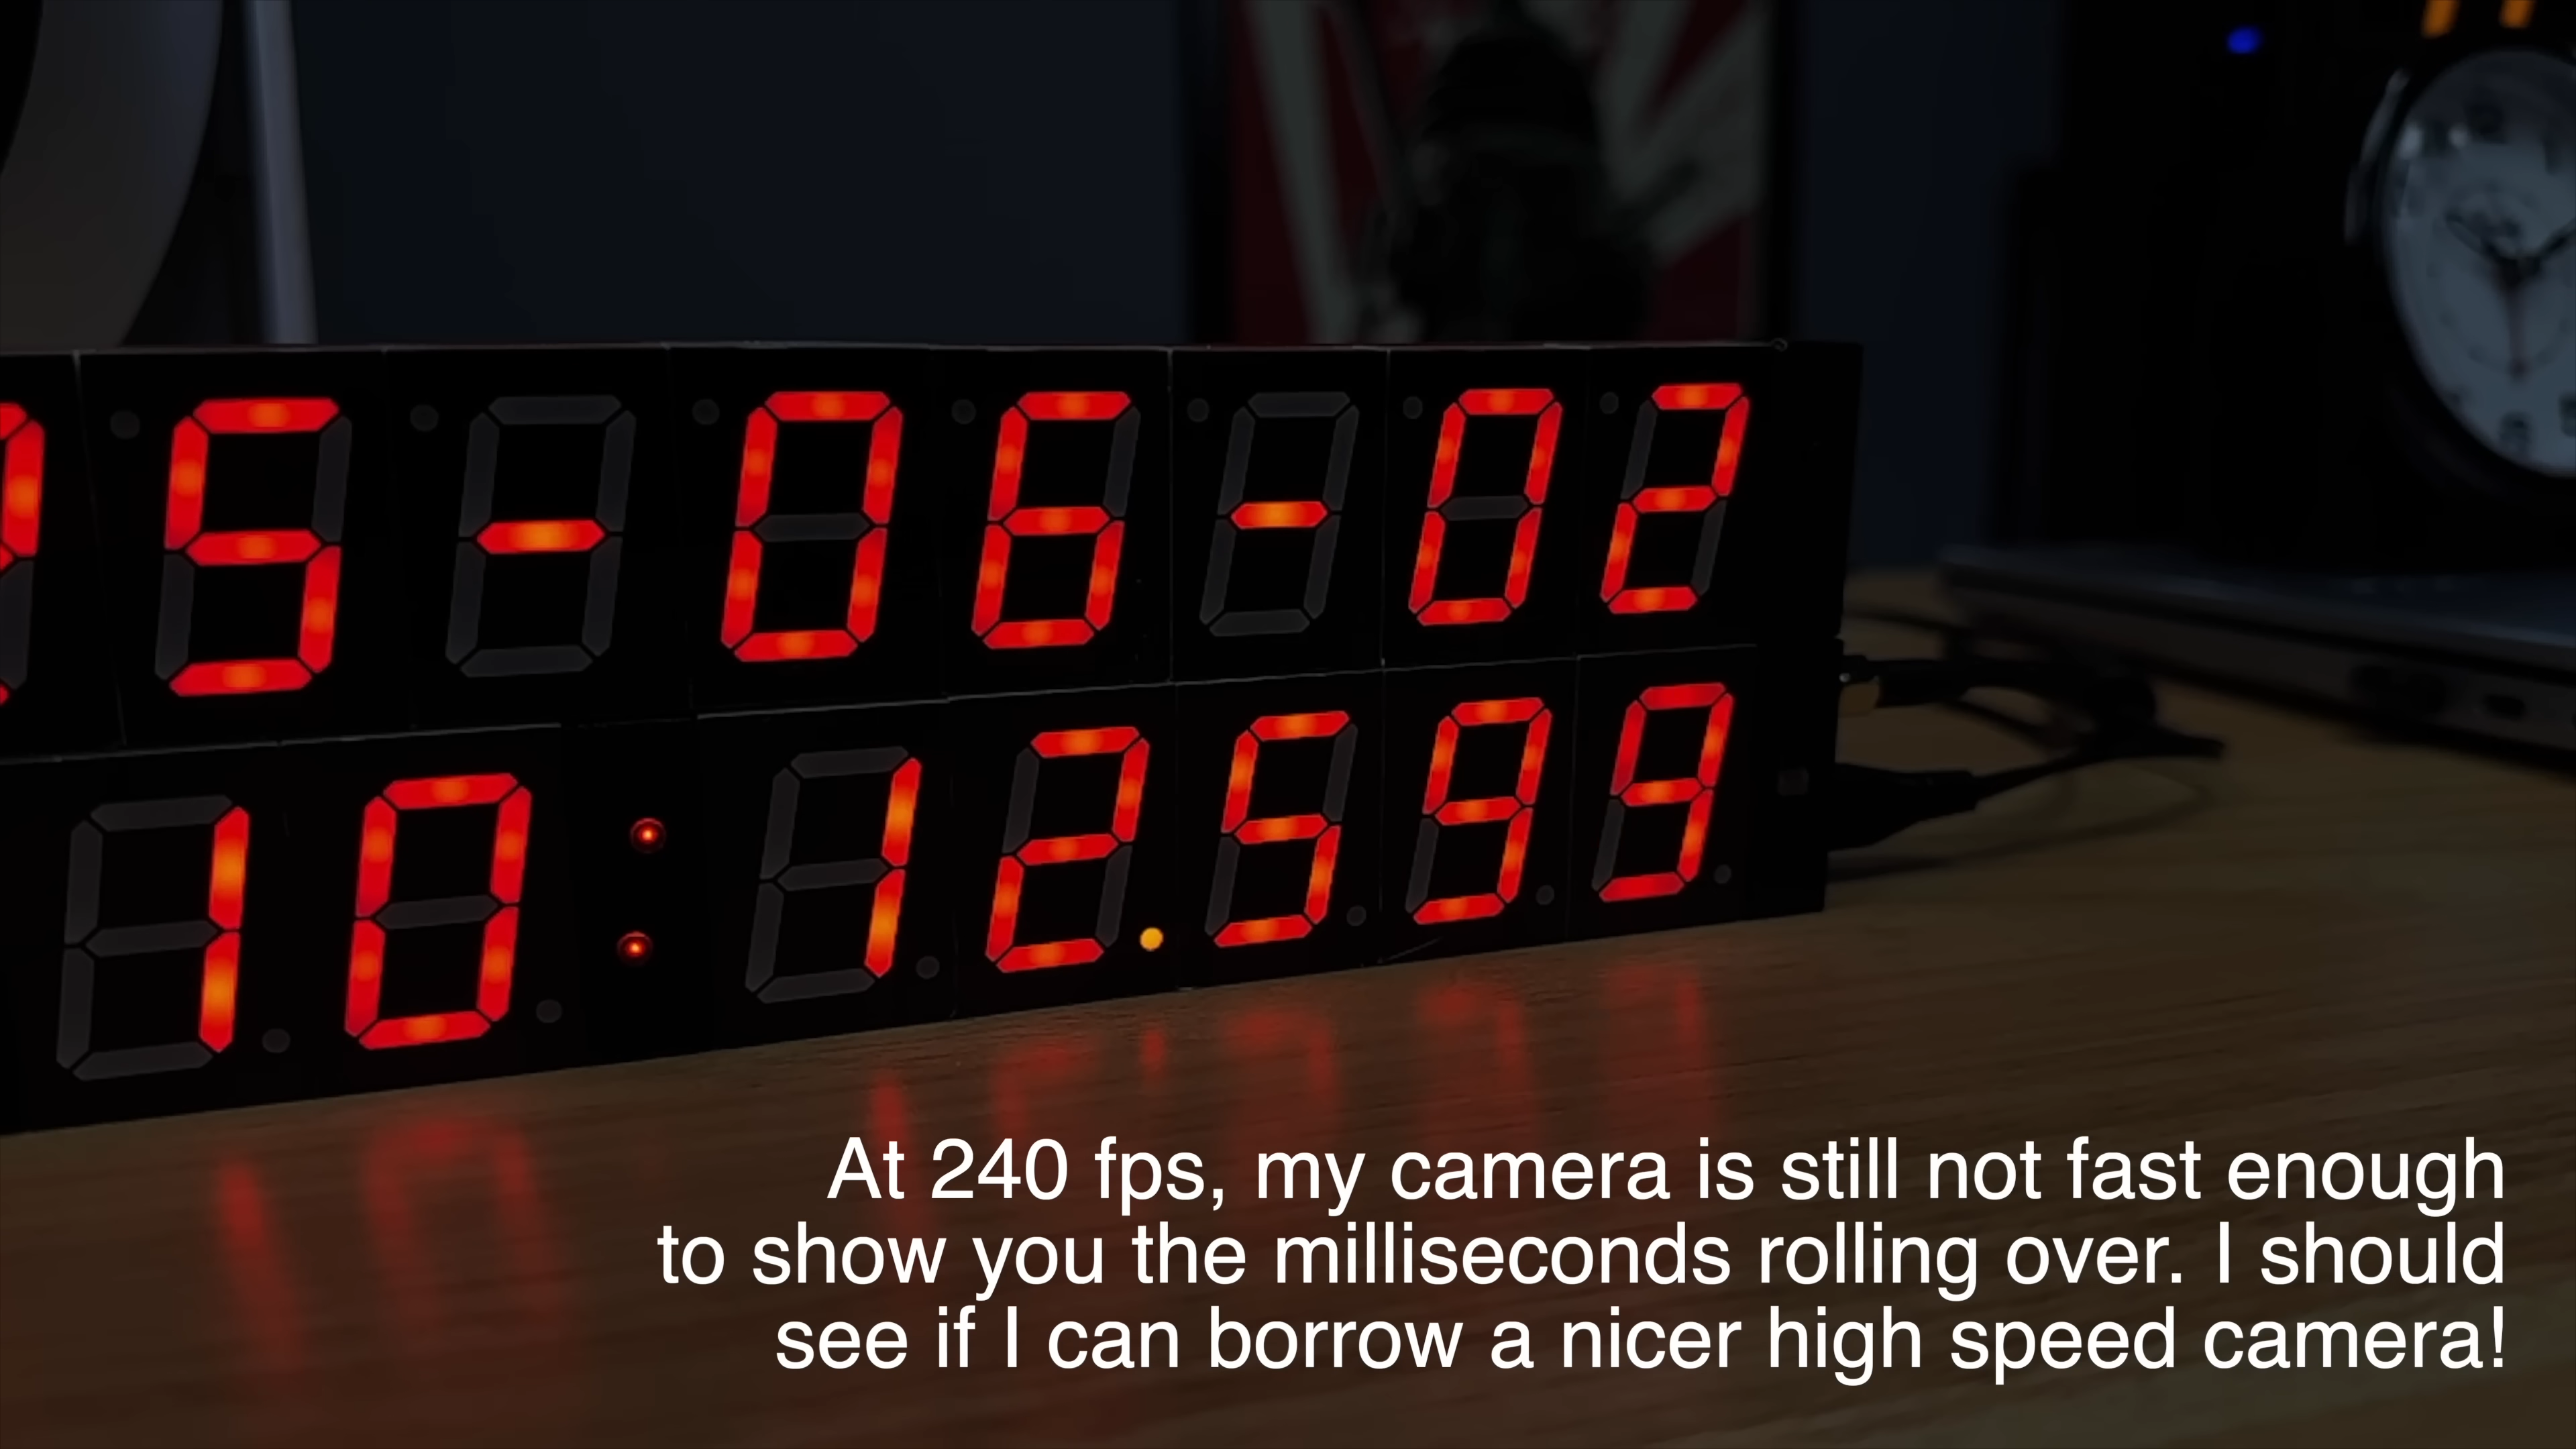 5-06-02
10:12.599
At 240 fps, my camera is still not fast enough
to show you the milliseconds rolling over. I should
see if I can borrow a nicer high speed camera!